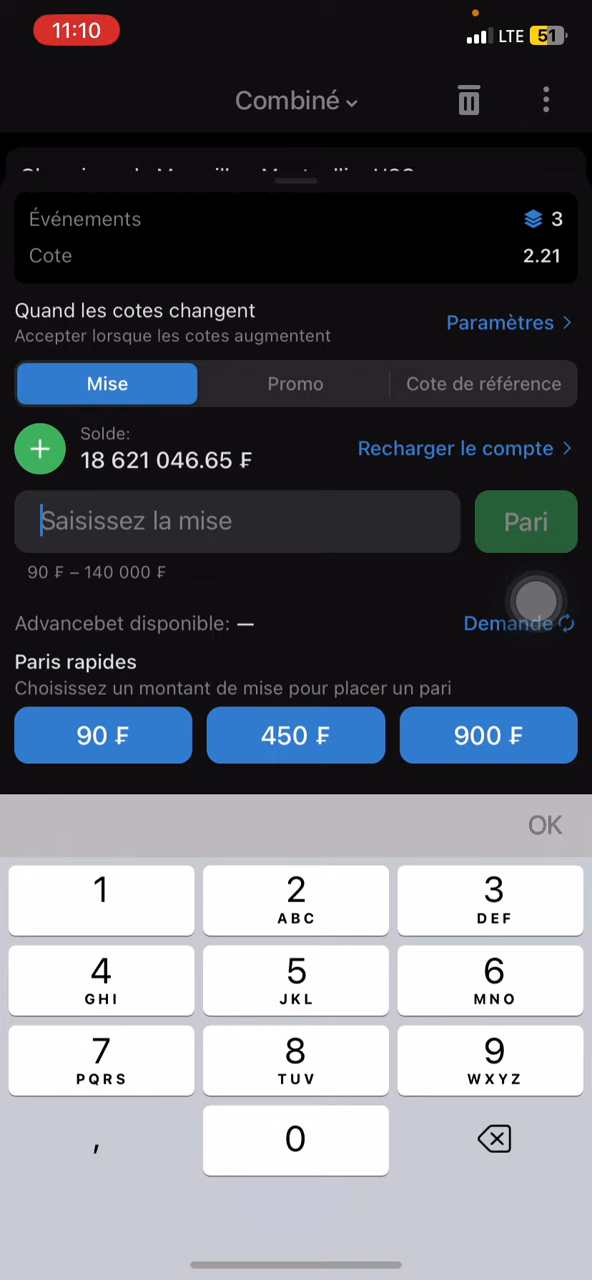 11:10
LTE 51
Combiné
Événements 3
Cote 2.21
Quand les cotes changent
Accepter lorsque les cotes augmentent
Paramètres
Mise Promo Cote de référence
Solde:
18 621 046.65 ₣
Recharger le compte
Saisissez la mise
Pari
90 ₣ – 140 000 ₣
Advancebet disponible: —
Demande
Paris rapides
Choisissez un montant de mise pour placer un pari
90 ₣ 450 ₣ 900 ₣
OK
1 2 3
ABC DEF
4 5 6
GHI JKL MNO
7 8 9
PQRS TUV WXYZ
, 0